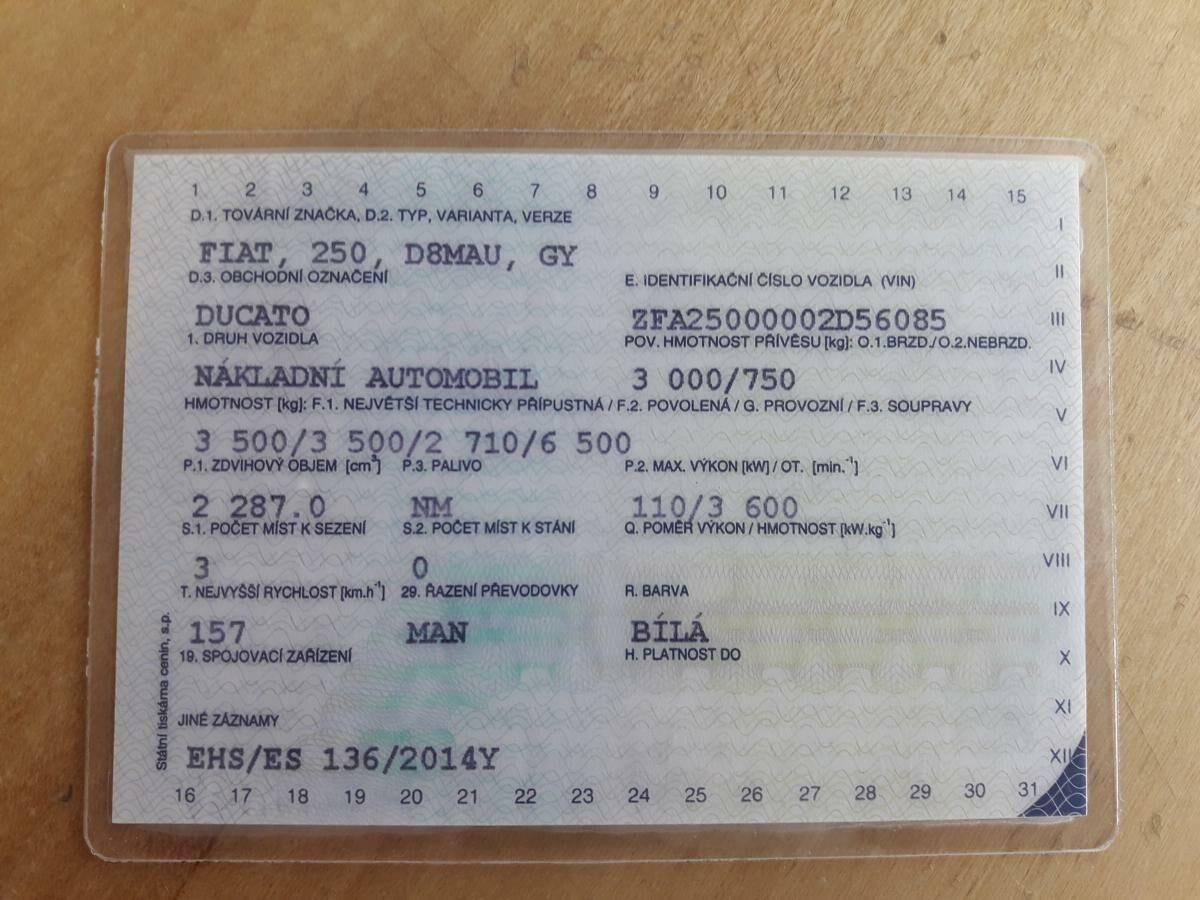 1 2 3 4 5 6 7 8 9 10 11 12 13 14 15
D.1. TOVÁRNÍ ZNAČKA, D.2. TYP, VARIANTA, VERZE
I
FIAT, 250, D8MAU, GY
D.3. OBCHODNÍ OZNAČENÍ E. IDENTIFIKAČNÍ ČÍSLO VOZIDLA (VIN)
II
DUCATO ZFA25000002D56085
III
1. DRUH VOZIDLA POV. HMOTNOST PŘÍVĚSU [kg]: O.1.BRZD./O.2.NEBRZD.
IV
NÁKLADNÍ AUTOMOBIL 3 000/750
HMOTNOST [kg]: F.1. NEJVĚTŠÍ TECHNICKY PŘÍPUSTNÁ / F.2. POVOLENÁ / G. PROVOZNÍ / F.3. SOUPRAVY
V
3 500/3 500/2 710/6 500
P.1. ZDVIHOVÝ OBJEM [cm³] P.3. PALIVO P.2. MAX. VÝKON [kW] / OT. [min.⁻¹]
VI
2 287.0 NM 110/3 600
VII
S.1. POČET MÍST K SEZENÍ S.2. POČET MÍST K STÁNÍ Q. POMĚR VÝKON / HMOTNOST [kW.kg⁻¹]
VIII
3 0
T. NEJVYŠŠÍ RYCHLOST [km.h⁻¹] 29. ŘAZENÍ PŘEVODOVKY R. BARVA
IX
157 MAN BÍLÁ
19. SPOJOVACÍ ZAŘÍZENÍ H. PLATNOST DO
X
XI
JINÉ ZÁZNAMY
EHS/ES 136/2014Y
XII
16 17 18 19 20 21 22 23 24 25 26 27 28 29 30 31
Státní tiskárna cenin, s.p.